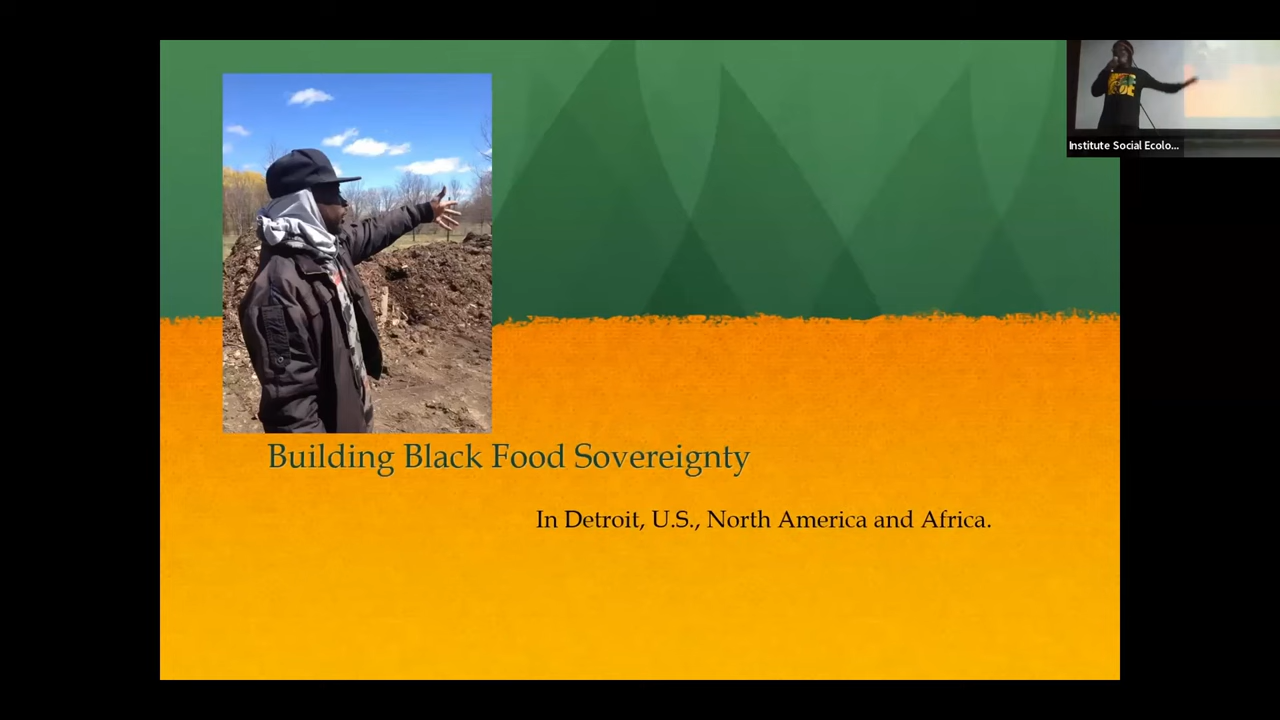 Institute Social Ecolo...
Building Black Food Sovereignty
In Detroit, U.S., North America and Africa.